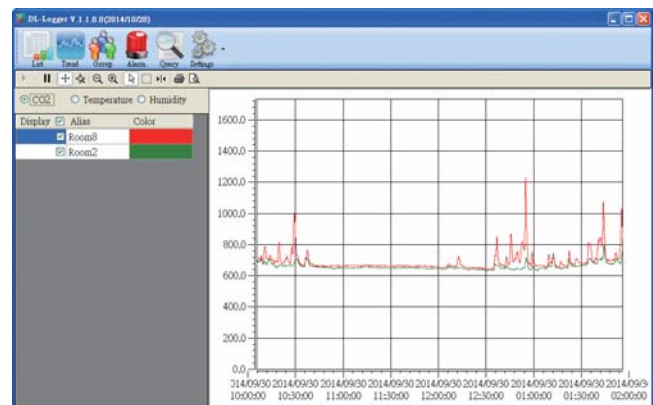 DL-Logger V 1.1.0.0(2014/10/20)
List Trend Group Alarm Query Settings
CO2 Temperature Humidity
Display Alias Color
Room8
Room2
1600.0
1400.0
1200.0
1000.0
800.0
600.0
400.0
200.0
0.0
014/09/30 2014/09/30 2014/09/30 2014/09/30 2014/09/30 2014/09/30 2014/09/30 2014/09/30 2014/09/3
10:00:00 10:30:00 11:00:00 11:30:00 12:00:00 12:30:00 01:00:00 01:30:00 02:00:00